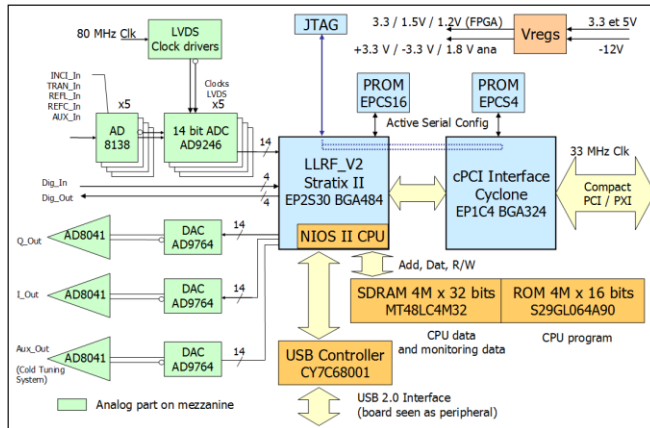 80 MHz Clk
LVDS
Clock drivers
JTAG
3.3 / 1.5V / 1.2V (FPGA)
+3.3 V / -3.3 V / 1.8 V ana
Vregs
3.3 et 5V
-12V
INCI_In
TRAN_In
REFL_In
REFC_In
AUX_In
x5
Clocks
LVDS
x5
AD
8138
14 bit ADC
AD9246
14
PROM
EPCS16
PROM
EPCS4
Active Serial Config
LLRF_V2
Stratix II
EP2S30 BGA484
NIOS II CPU
cPCI Interface
Cyclone
EP1C4 BGA324
33 MHz Clk
Compact
PCI / PXI
Dig_In
4
Dig_Out
4
AD8041
DAC
AD9764
14
Q_Out
AD8041
DAC
AD9764
14
I_Out
AD8041
DAC
AD9764
14
Aux_Out
(Cold Tuning
System)
Add, Dat, R/W
SDRAM 4M x 32 bits
MT48LC4M32
ROM 4M x 16 bits
S29GL064A90
CPU data
and monitoring data
CPU program
USB Controller
CY7C68001
USB 2.0 Interface
(board seen as peripheral)
Analog part on mezzanine